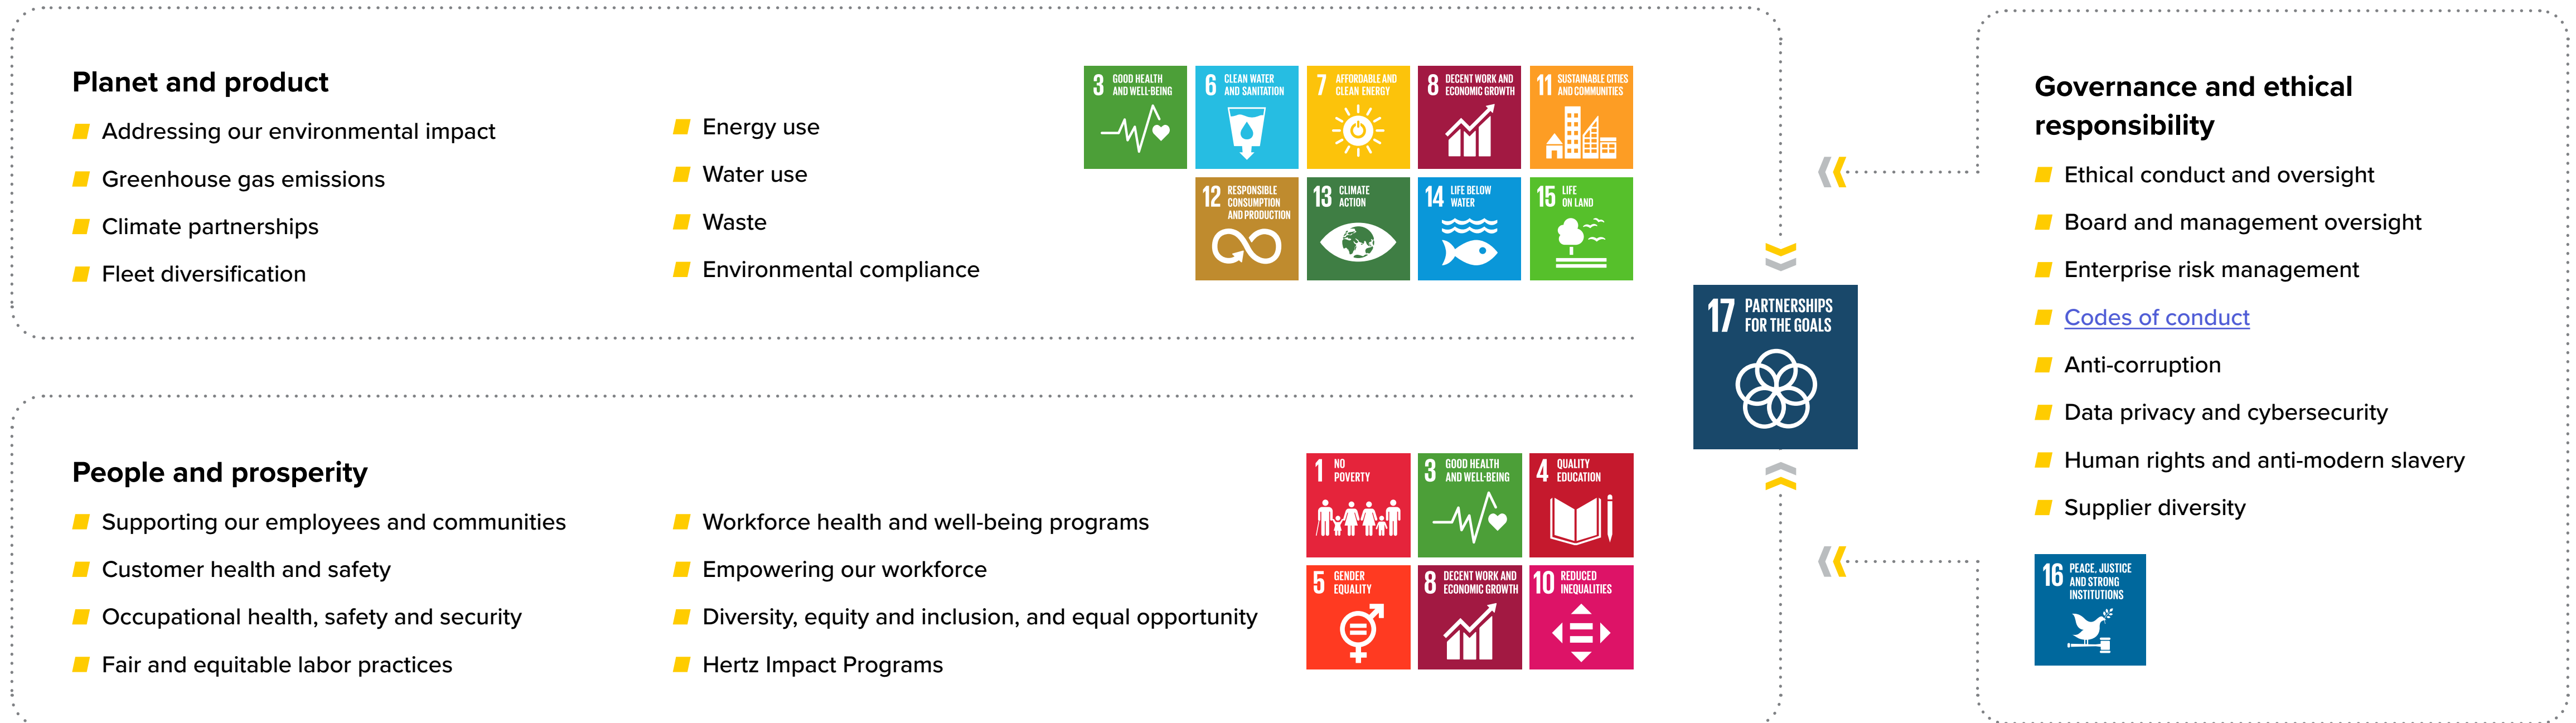 Planet and product
Addressing our environmental impact
Greenhouse gas emissions
Climate partnerships
Fleet diversification
Energy use
Water use
Waste
Environmental compliance
3 GOOD HEALTH
AND WELL-BEING
6 CLEAN WATER
AND SANITATION
7 AFFORDABLE AND
CLEAN ENERGY
8 DECENT WORK AND
ECONOMIC GROWTH
11 SUSTAINABLE CITIES
AND COMMUNITIES
12 RESPONSIBLE
CONSUMPTION
AND PRODUCTION
13 CLIMATE
ACTION
14 LIFE BELOW
WATER
15 LIFE
ON LAND
People and prosperity
Supporting our employees and communities
Customer health and safety
Occupational health, safety and security
Fair and equitable labor practices
Workforce health and well-being programs
Empowering our workforce
Diversity, equity and inclusion, and equal opportunity
Hertz Impact Programs
1 NO
POVERTY
3 GOOD HEALTH
AND WELL-BEING
4 QUALITY
EDUCATION
5 GENDER
EQUALITY
8 DECENT WORK AND
ECONOMIC GROWTH
10 REDUCED
INEQUALITIES
17 PARTNERSHIPS
FOR THE GOALS
Governance and ethical
responsibility
Ethical conduct and oversight
Board and management oversight
Enterprise risk management
Codes of conduct
Anti-corruption
Data privacy and cybersecurity
Human rights and anti-modern slavery
Supplier diversity
16 PEACE, JUSTICE
AND STRONG
INSTITUTIONS